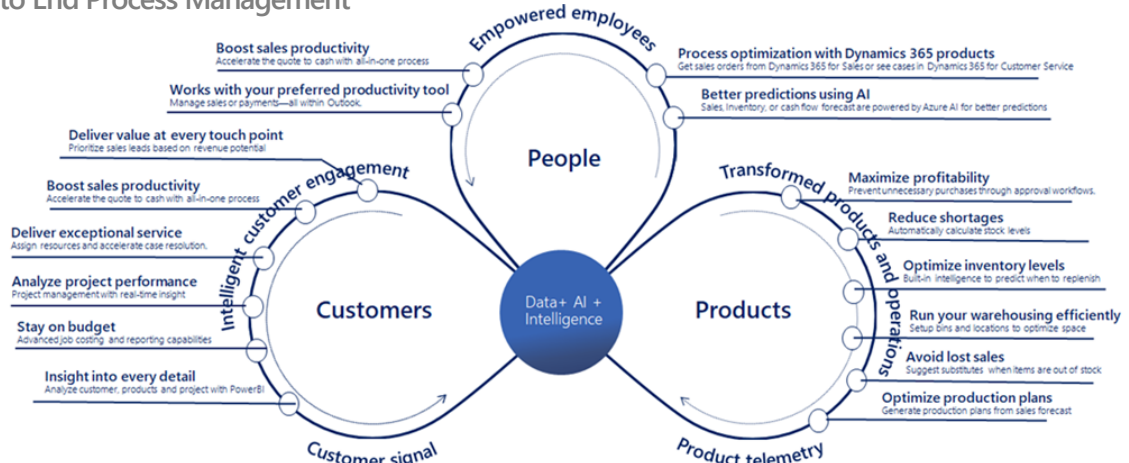 to End Process Management
Empowered employees
Boost sales productivity
Accelerate the quote to cash with all-in-one process
Works with your preferred productivity tool
Manage sales or payments—all within Outlook.
Process optimization with Dynamics 365 products
Get sales orders from Dynamics 365 for Sales or see cases in Dynamics 365 for Customer Service
Better predictions using AI
Sales, Inventory, or cash flow forecast are powered by Azure AI for better predictions
People
Deliver value at every touch point
Prioritize sales leads based on revenue potential
Boost sales productivity
Accelerate the quote to cash with all-in-one process
Deliver exceptional service
Assign resources and accelerate case resolution.
Analyze project performance
Project management with real-time insight
Stay on budget
Advanced job costing and reporting capabilities
Insight into every detail
Analyze customer, products and project with PowerBI
Intelligent customer engagement
Customers
Customer signal
Data+ AI +
Intelligence
Transformed products and operations
Products
Product telemetry
Maximize profitability
Prevent unnecessary purchases through approval workflows.
Reduce shortages
Automatically calculate stock levels
Optimize inventory levels
Built-in intelligence to predict when to replenish
Run your warehousing efficiently
Setup bins and locations to optimize space
Avoid lost sales
Suggest substitutes when items are out of stock
Optimize production plans
Generate production plans from sales forecast